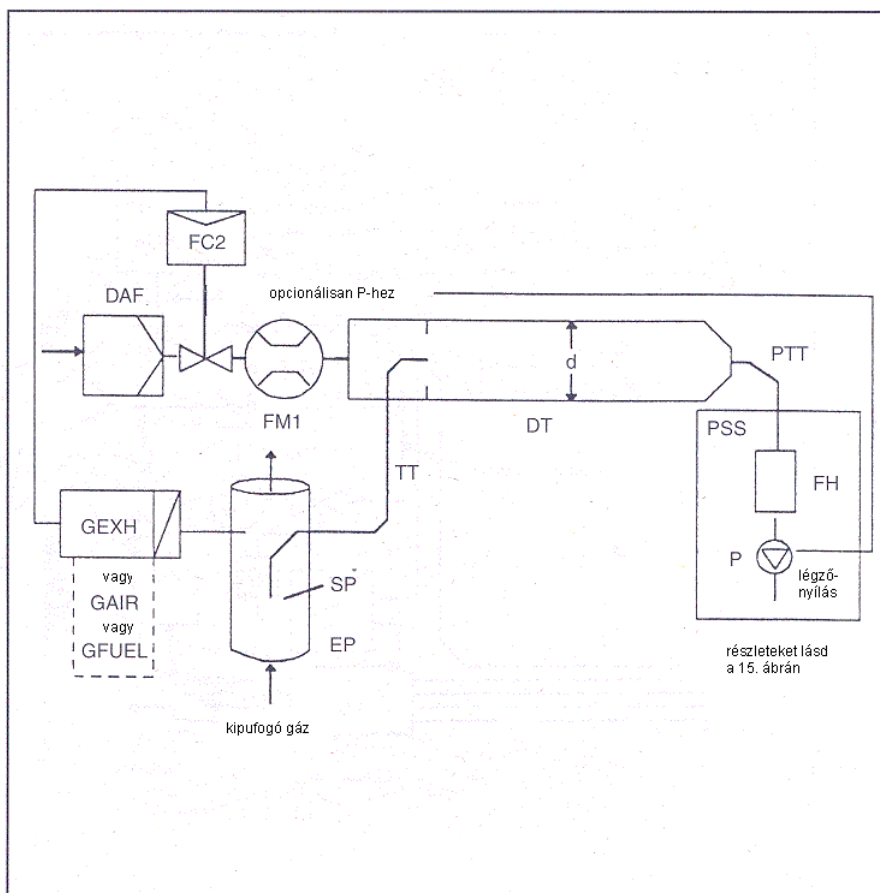 FC2
DAF
opcionálisan P-hez
d
PTT
FM1
DT
PSS
TT
FH
GEXH
SP
P
légző-
nyílás
vagy
GAIR
vagy
GFUEL
EP
részleteket lásd
a 15. ábrán
kipufogó gáz